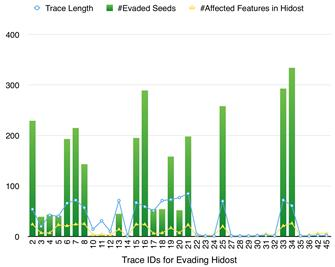 Trace Length #Evaded Seeds #Affected Features in Hidost
400
300
200
100
0
2 3 4 5 6 7 8 9 10 11 12 13 14 15 16 17 18 19 20 21 22 23 24 25 26 27 28 29 30 31 32 33 34 35 36 42 45
Trace IDs for Evading Hidost